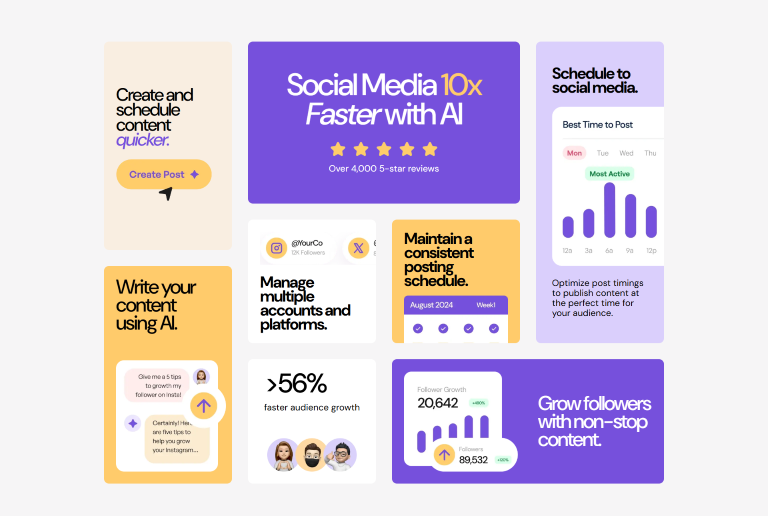 Create and
schedule
content
quicker.
Create Post
Social Media 10x
Faster with AI
Over 4,000 5-star reviews
Schedule to
social media.
Best Time to Post
Mon Tue Wed Thu
Most Active
12a 3a 6a 9a 12p
Optimize post timings
to publish content at
the perfect time for
your audience.
@YourCo
12K Followers
Manage
multiple
accounts and
platforms.
Maintain a
consistent
posting
schedule.
August 2024 Week1
Write your
content
using AI.
Give me a 5 tips
to growth my
follower on Insta!
Certainly! Here
are five tips to
help you grow
your Instagram...
>56%
faster audience growth
Follower Growth
20,642
Followers
89,532
Grow followers
with non-stop
content.